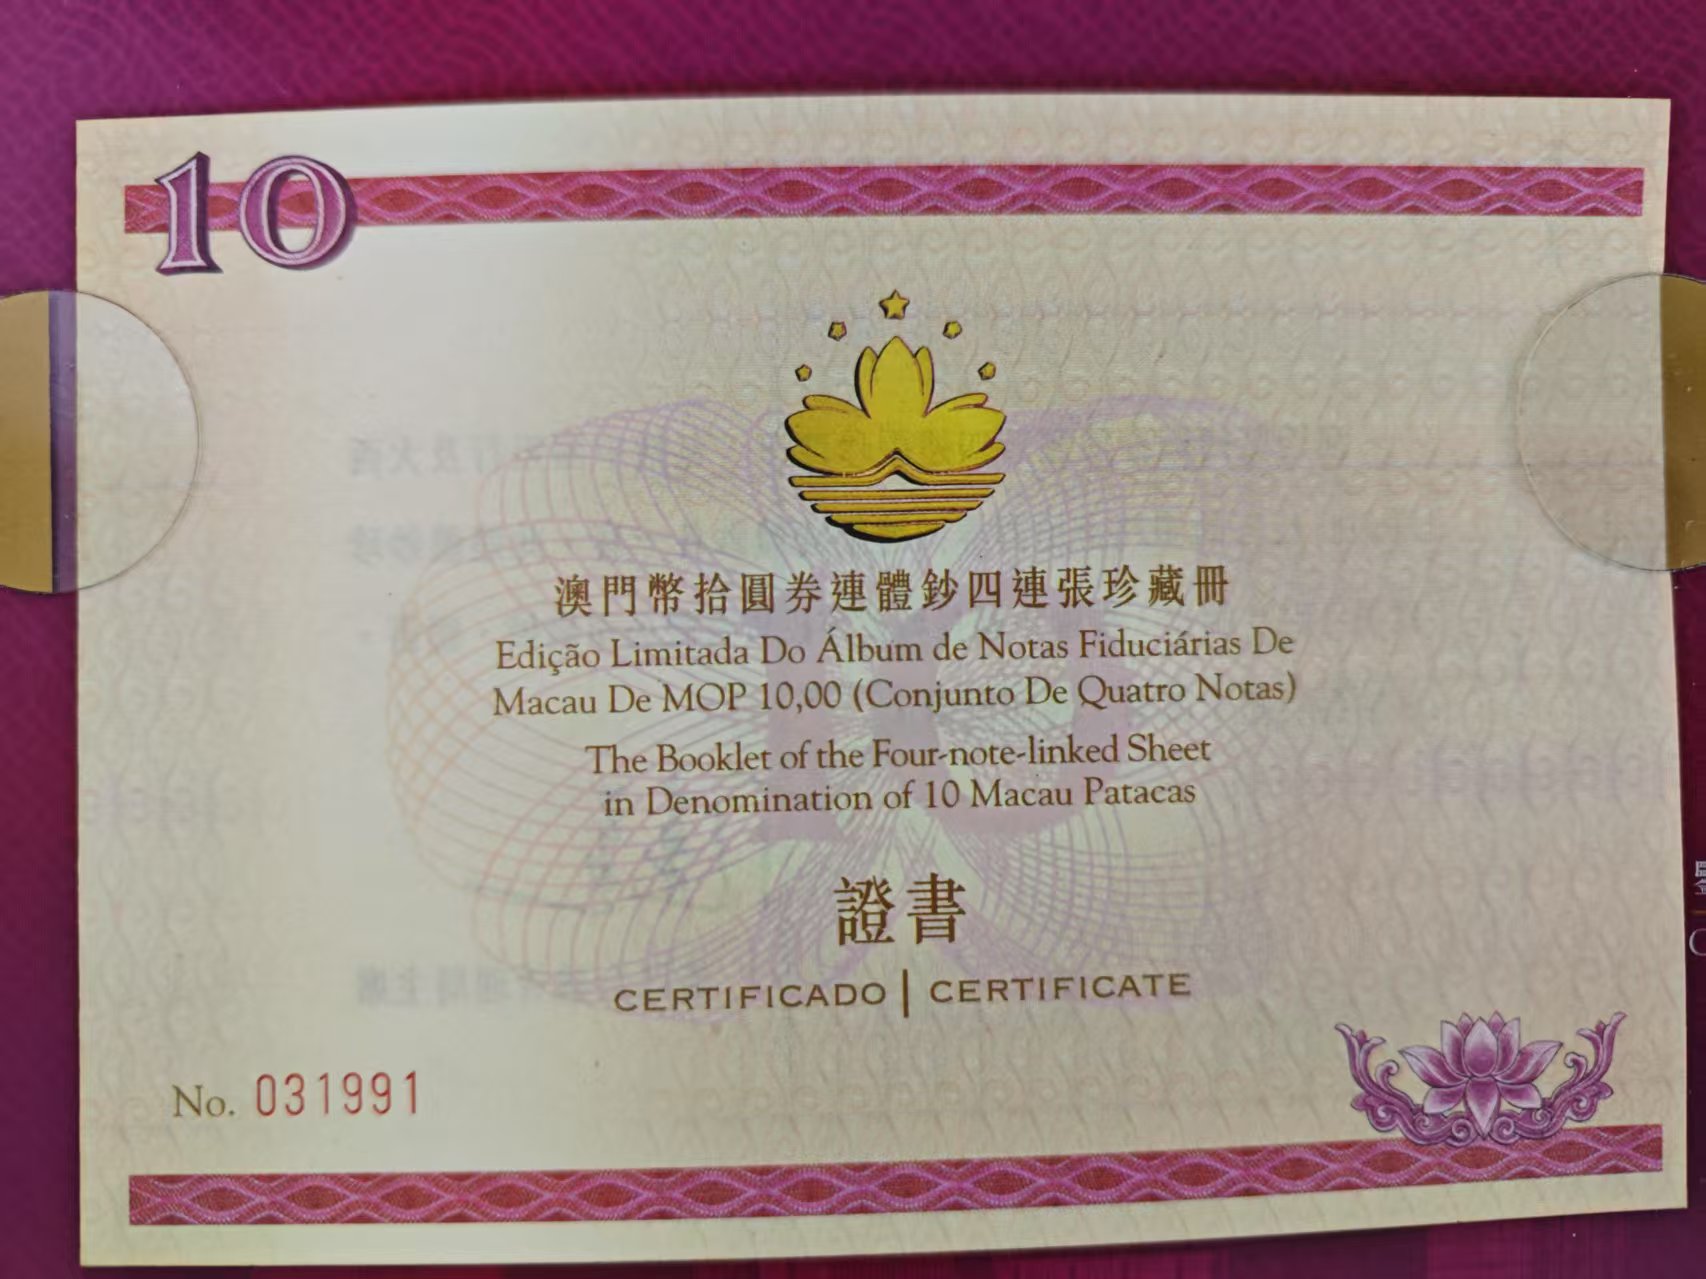 10
澳門幣拾圓券連體鈔四連張珍藏冊
Edição Limitada Do Álbum de Notas Fiduciárias De
Macau De MOP 10,00 (Conjunto De Quatro Notas)
The Booklet of the Four-note-linked Sheet
in Denomination of 10 Macau Patacas
證書
CERTIFICADO | CERTIFICATE
No. 031991